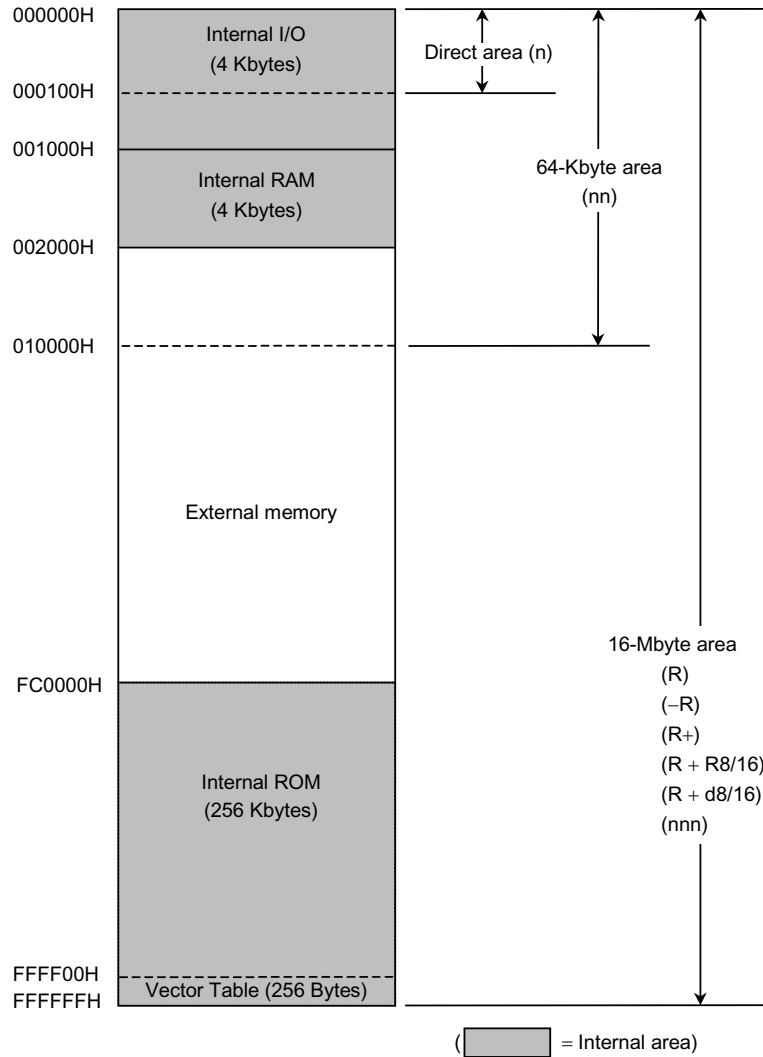 000000H
Internal I/O
(4 Kbytes)
Direct area (n)
000100H
001000H
64-Kbyte area
(nn)
Internal RAM
(4 Kbytes)
002000H
010000H
External memory
16-Mbyte area
(R)
(−R)
(R+)
(R + R8/16)
(R + d8/16)
(nnn)
FC0000H
Internal ROM
(256 Kbytes)
FFFF00H
Vector Table (256 Bytes)
FFFFFFH
( = Internal area)